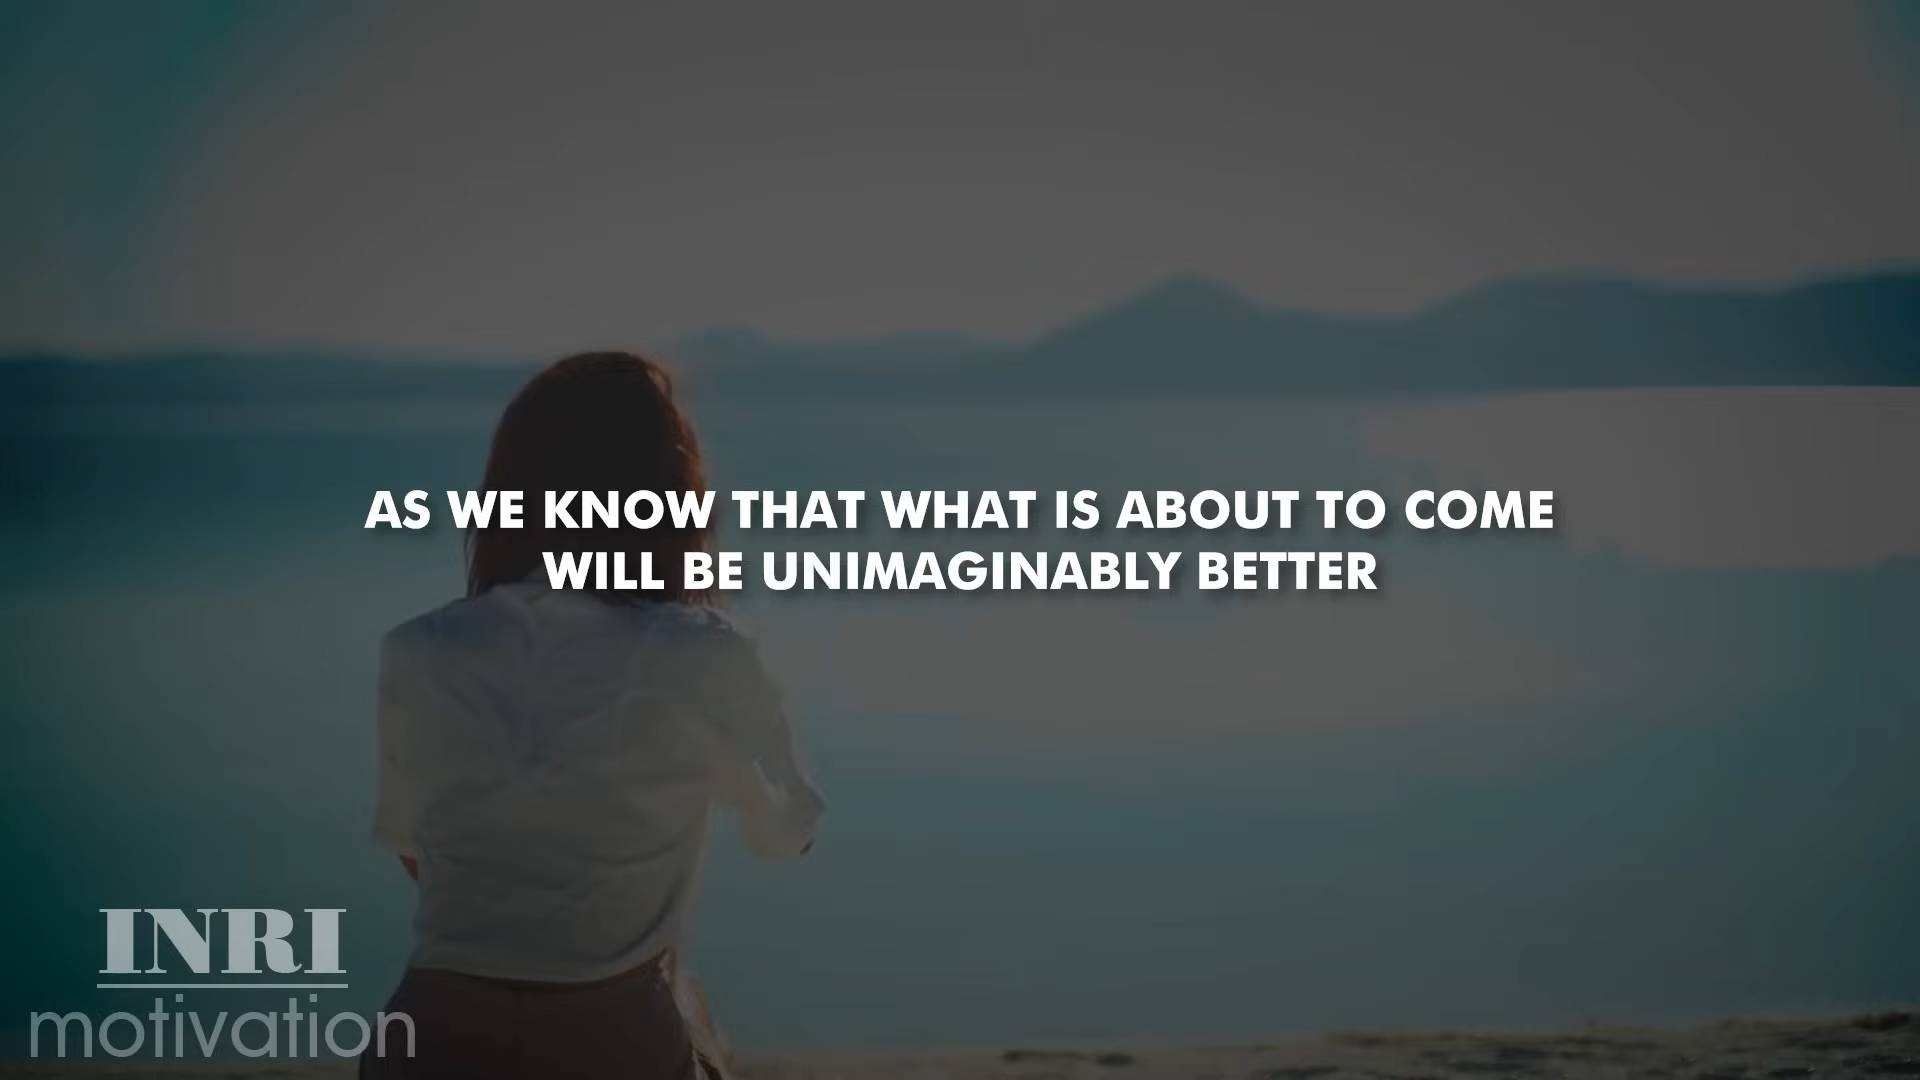 AS WE KNOW THAT WHAT IS ABOUT TO COME
WILL BE UNIMAGINABLY BETTER
INRI
motivation